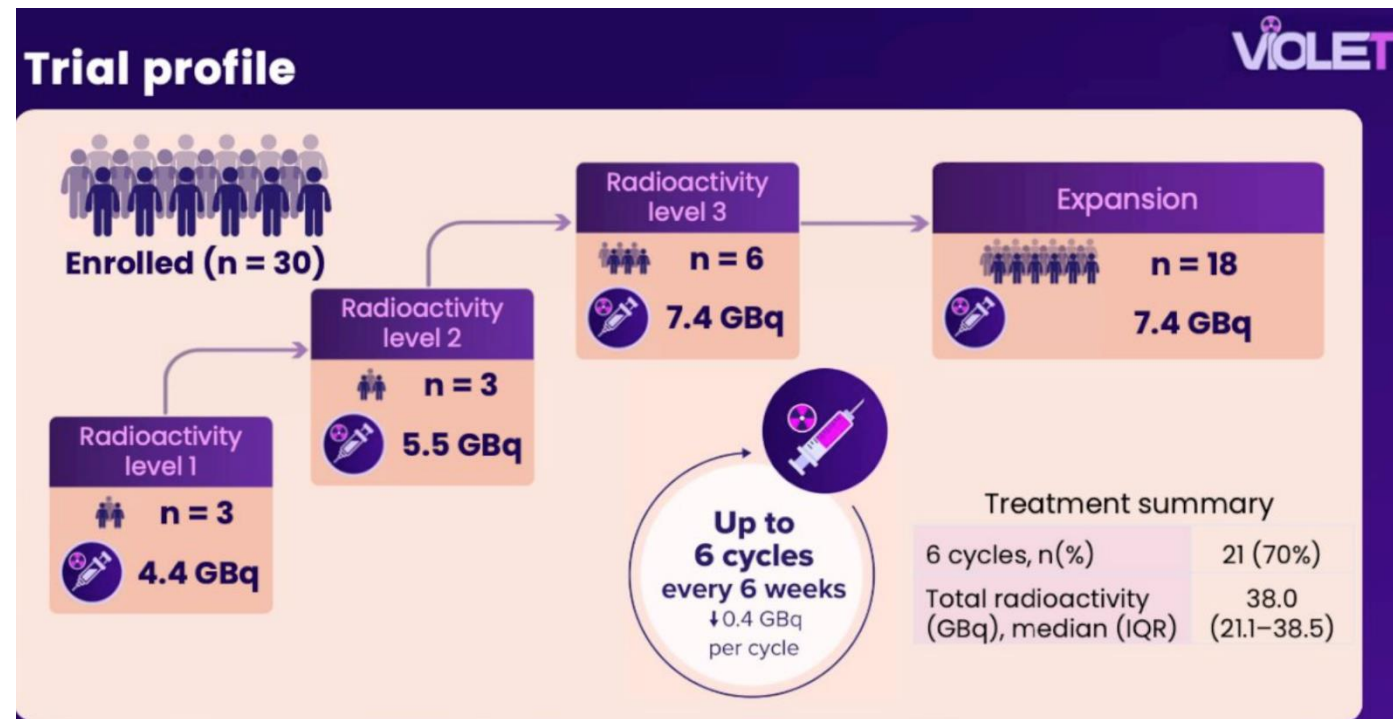 Trial profile
VIOLET
Enrolled (n = 30)
Radioactivity
level 1
n = 3
4.4 GBq
Radioactivity
level 2
n = 3
5.5 GBq
Radioactivity
level 3
n = 6
7.4 GBq
Expansion
n = 18
7.4 GBq
Up to
6 cycles
every 6 weeks
↓0.4 GBq
per cycle
Treatment summary
6 cycles, n(%) 21 (70%)
Total radioactivity 38.0
(GBq), median (IQR) (21.1–38.5)